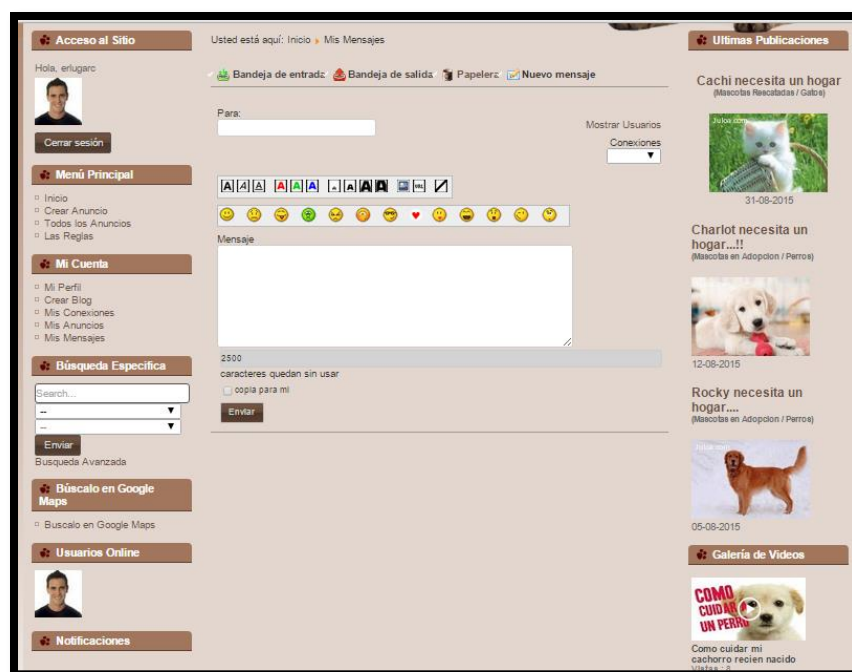 Acceso al Sitio
Hola, erlugarc
Cerrar sesión
Menú Principal
Inicio
Crear Anuncio
Todos los Anuncios
Las Reglas
Mi Cuenta
Mi Perfil
Crear Blog
Mis Conexiones
Mis Anuncios
Mis Mensajes
Búsqueda Especifica
Search...
--
--
Enviar
Busqueda Avanzada
Búscalo en Google
Maps
Buscalo en Google Maps
Usuarios Online
Notificaciones
Usted está aquí: Inicio Mis Mensajes
Bandeja de entrada Bandeja de salida Papelera Nuevo mensaje
Para:
Mostrar Usuarios
Conexiones
A A A A A A A A A A URL
Mensaje
2500
caracteres quedan sin usar
copia para mi
Enviar
Ultimas Publicaciones
Cachi necesita un hogar
(Mascotas Rescatadas / Gatos)
31-08-2015
Charlot necesita un
hogar...!!
(Mascotas en Adopcion / Perros)
12-08-2015
Rocky necesita un
hogar....
(Mascotas en Adopcion / Perros)
05-08-2015
Galería de Videos
COMO
CUIDAR A
UN PERRO
Como cuidar mi
cachorro recien nacido
Vistas : 8